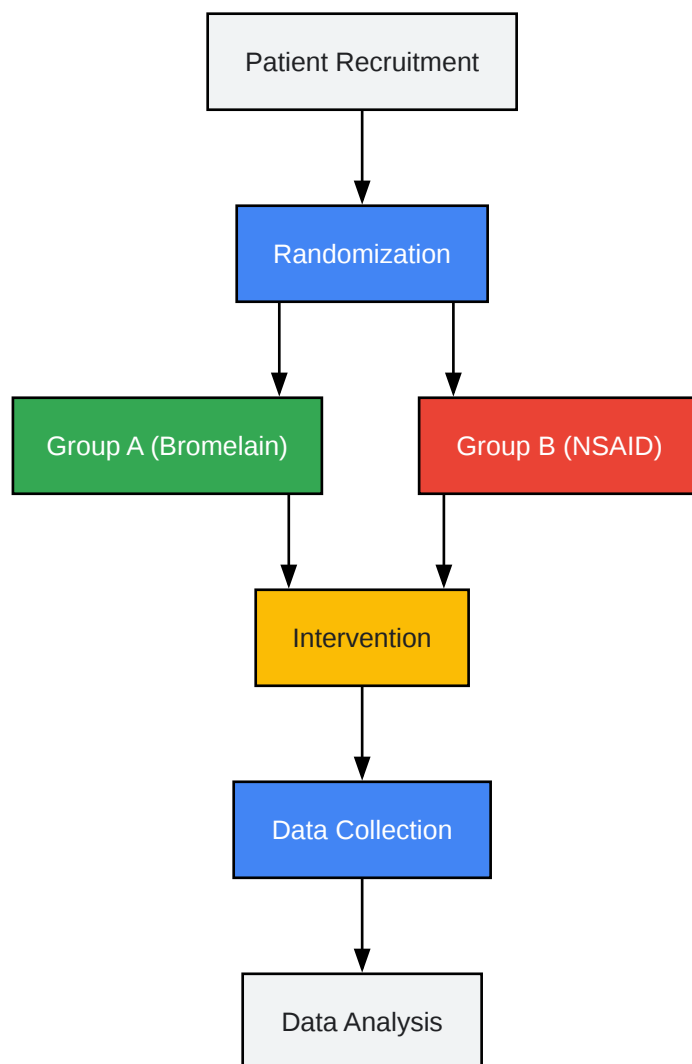 Patient Recruitment
Randomization
Group A (Bromelain)
Group B (NSAID)
Intervention
Data Collection
Data Analysis